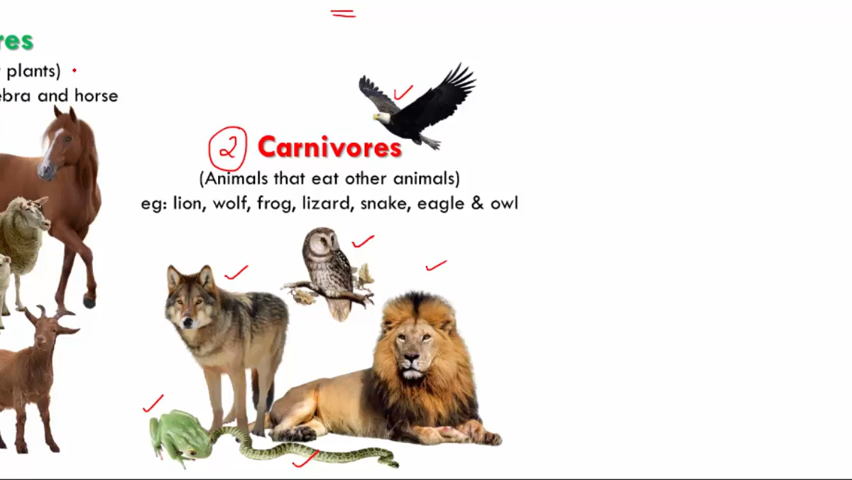 res
plants)
ebra and horse
2 Carnivores
(Animals that eat other animals)
eg: lion, wolf, frog, lizard, snake, eagle & owl